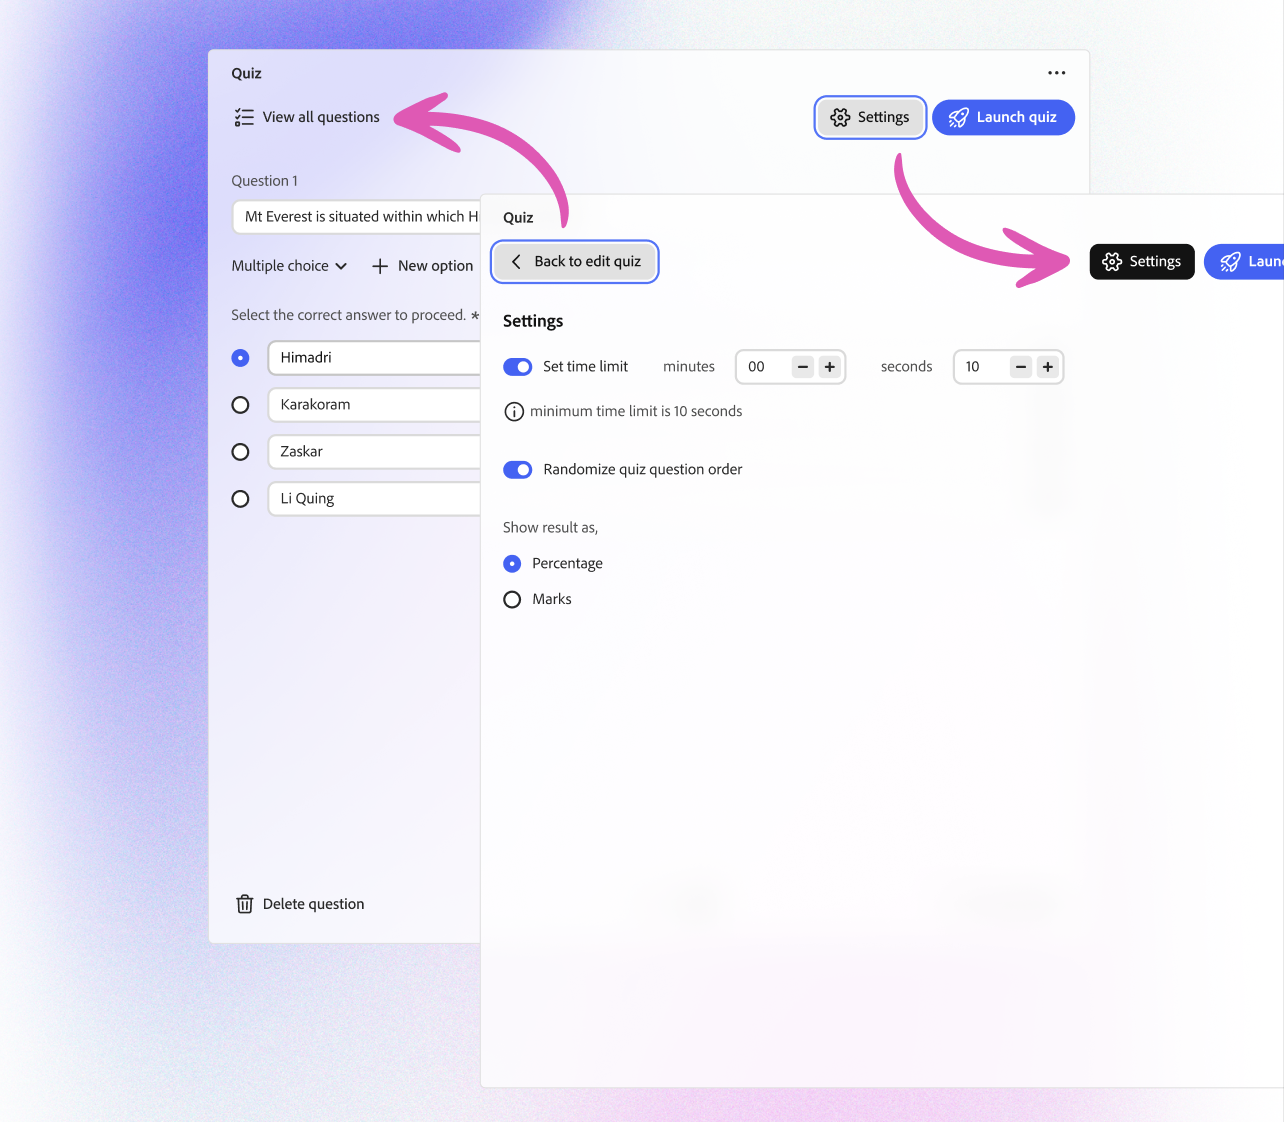 Quiz
View all questions
Settings
Launch quiz
Question 1
Mt Everest is situated within which H
Multiple choice
New option
Select the correct answer to proceed. *
Himadri
Karakoram
Zaskar
Li Quing
Delete question
Quiz
Back to edit quiz
Settings
Laun
Settings
Set time limit
minutes
00
seconds
10
minimum time limit is 10 seconds
Randomize quiz question order
Show result as,
Percentage
Marks